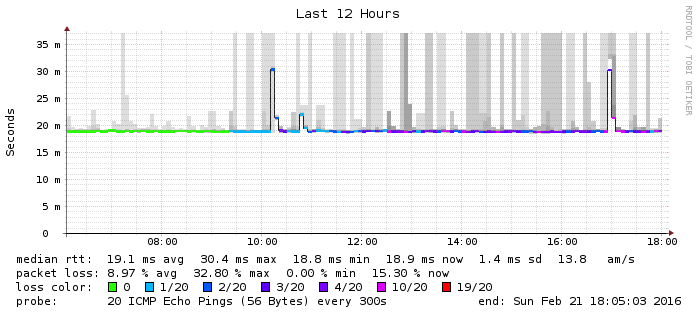 Last 12 Hours
RRDTOOL / TOBI OETIKER
Seconds
35 m
30 m
25 m
20 m
15 m
10 m
5 m
0
08:00 10:00 12:00 14:00 16:00 18:00
median rtt: 19.1 ms avg 30.4 ms max 18.8 ms min 18.9 ms now 1.4 ms sd 13.8 am/s
packet loss: 8.97 % avg 32.80 % max 0.00 % min 15.30 % now
loss color: 0 1/20 2/20 3/20 4/20 10/20 19/20
probe: 20 ICMP Echo Pings (56 Bytes) every 300s end: Sun Feb 21 18:05:03 2016